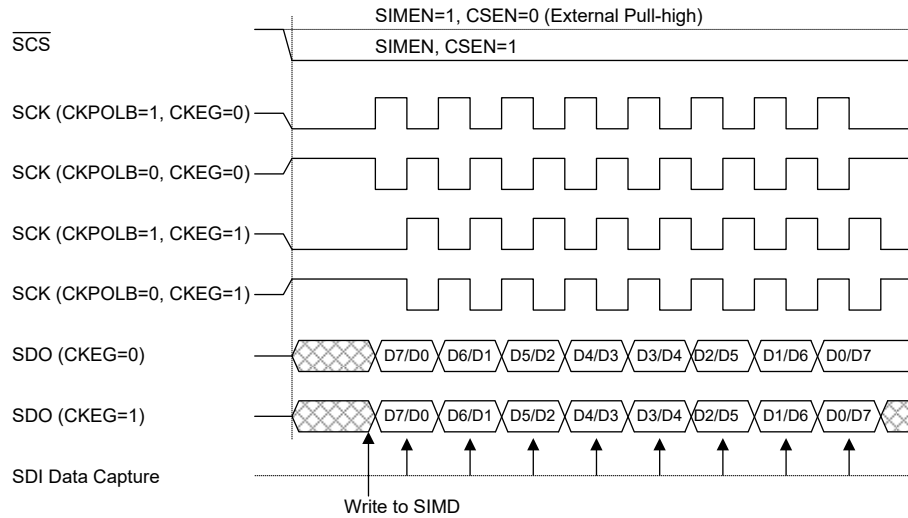 SIMEN=1, CSEN=0 (External Pull-high)
SCS
SIMEN, CSEN=1
SCK (CKPOLB=1, CKEG=0)
SCK (CKPOLB=0, CKEG=0)
SCK (CKPOLB=1, CKEG=1)
SCK (CKPOLB=0, CKEG=1)
SDO (CKEG=0) D7/D0 D6/D1 D5/D2 D4/D3 D3/D4 D2/D5 D1/D6 D0/D7
SDO (CKEG=1) D7/D0 D6/D1 D5/D2 D4/D3 D3/D4 D2/D5 D1/D6 D0/D7
SDI Data Capture
Write to SIMD